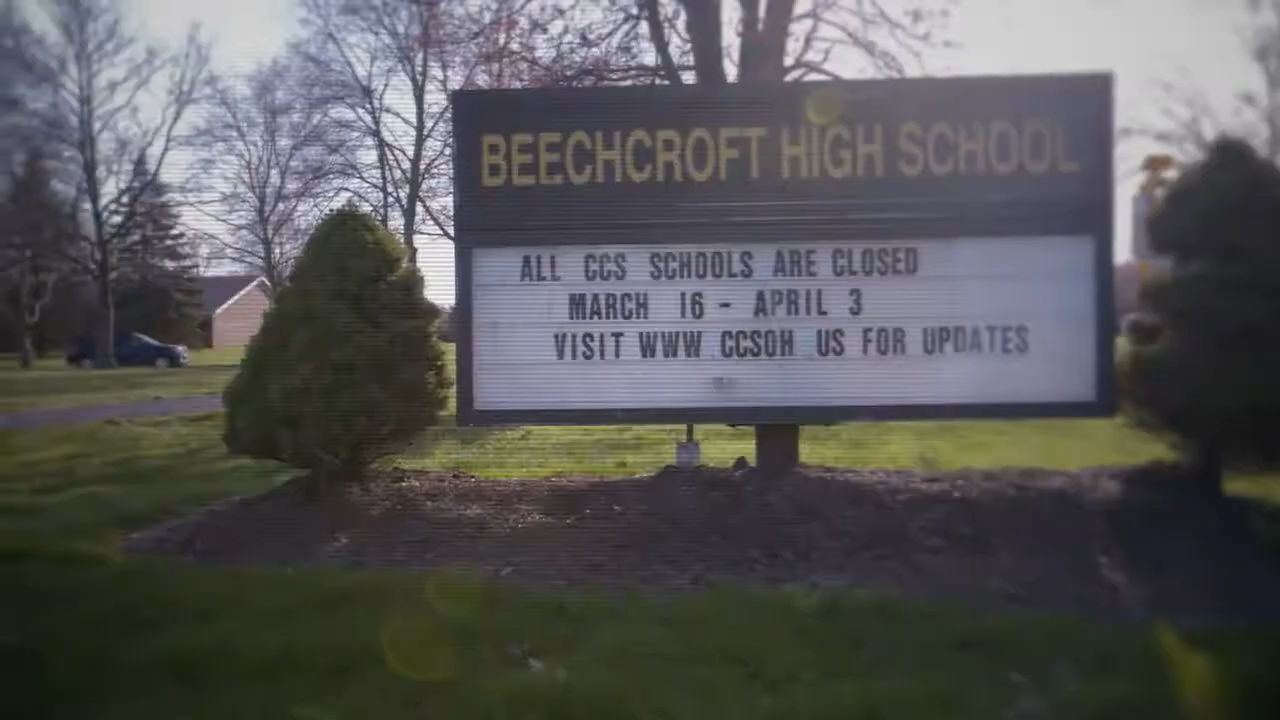 BEECHCROFT HIGH SCHOOL
ALL CCS SCHOOLS ARE CLOSED
MARCH 16 - APRIL 3
VISIT WWW CCSOH US FOR UPDATES